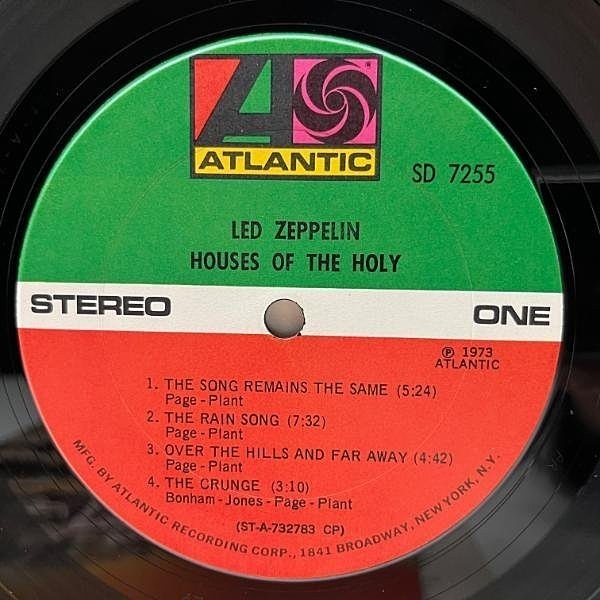 ATLANTIC
SD 7255
LED ZEPPELIN
HOUSES OF THE HOLY
STEREO ONE
℗ 1973
ATLANTIC
1. THE SONG REMAINS THE SAME (5:24)
Page - Plant
2. THE RAIN SONG (7:32)
Page - Plant
3. OVER THE HILLS AND FAR AWAY (4:42)
Page - Plant
4. THE CRUNGE (3:10)
Bonham - Jones - Page - Plant
(ST-A-732783 CP)
MFG. BY ATLANTIC RECORDING CORP., 1841 BROADWAY, NEW YORK, N.Y.